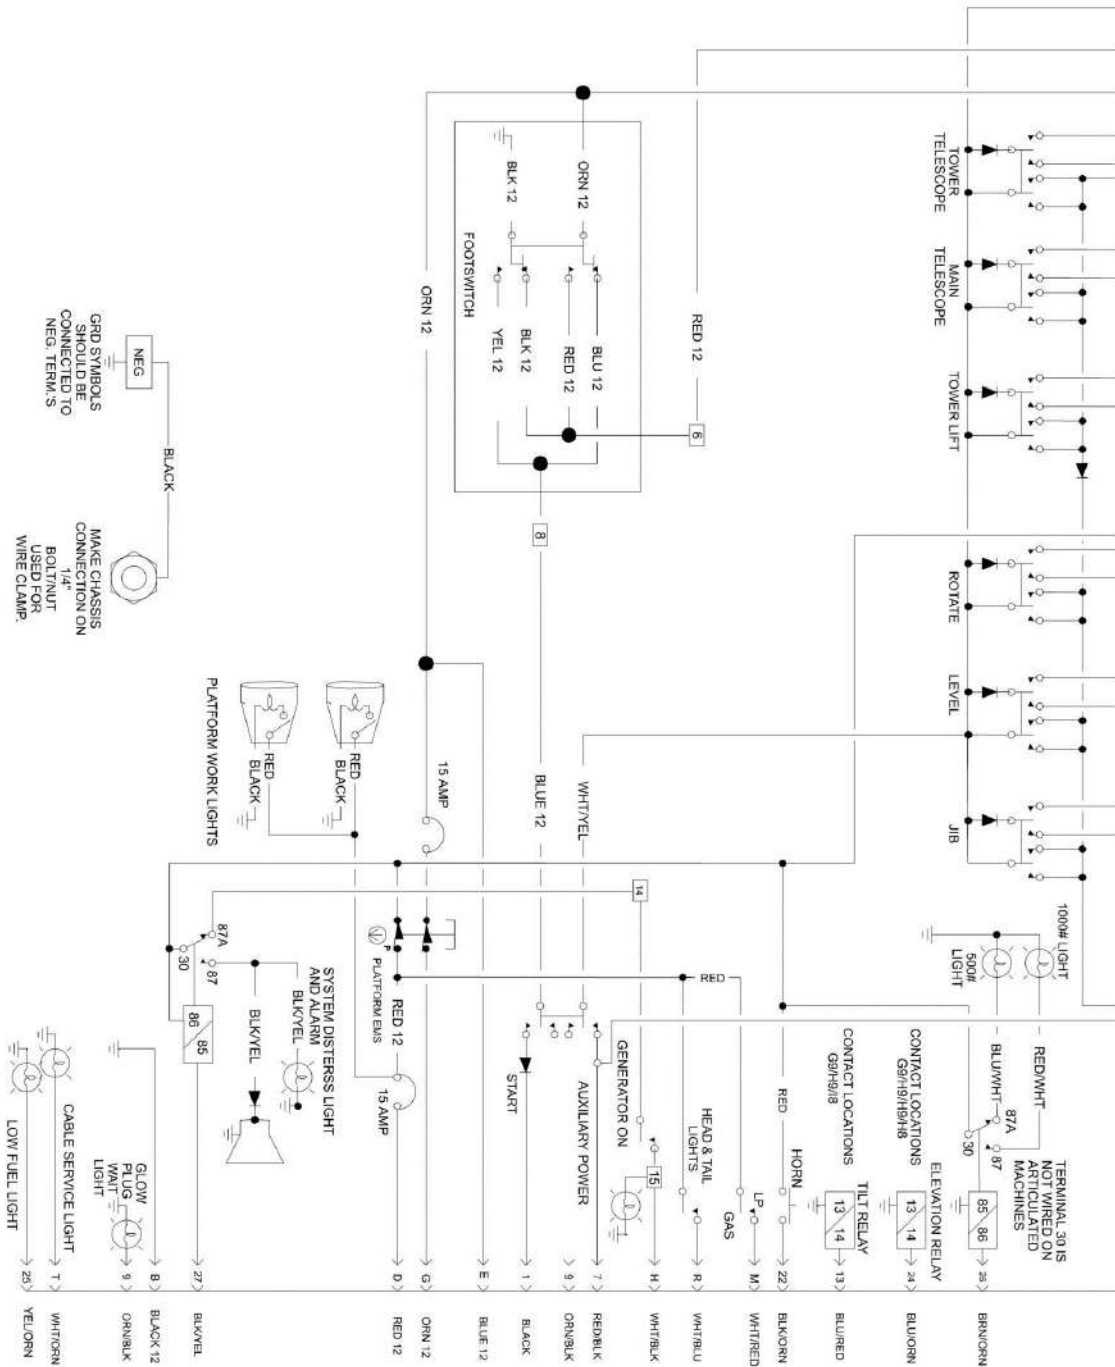 TOWER
TELESCOPE
MAIN
TELESCOPE
TOWER LIFT
ROTATE
LEVEL
JIB
1000# LIGHT
500#
LIGHT
RED/WHT
BLU/WHT
87A
87
30
TERMINAL 30 IS
NOT WIRED ON
ARTICULATED
MACHINES
85
86
26
BRN/ORN
CONTACT LOCATIONS
G9/H9/H9/H8
ELEVATION RELAY
13
14
24
BLU/ORN
CONTACT LOCATIONS
G9/H9/I8
TILT RELAY
13
14
13
BLU/RED
RED
HORN
22
BLK/ORN
RED 12
6
RED
LP
GAS
M
WHT/RED
HEAD & TAIL
LIGHTS
R
WHT/BLU
14
GENERATOR ON
15
H
WHT/BLK
ORN 12
BLK 12
BLU 12
RED 12
BLK 12
YEL 12
FOOTSWITCH
8
WHT/YEL
BLUE 12
AUXILIARY POWER
START
7
RED/BLK
9
ORN/BLK
1
BLACK
E
BLUE 12
ORN 12
15 AMP
PLATFORM EMS
P
RED 12
15 AMP
G
ORN 12
D
RED 12
RED
BLACK
RED
BLACK
PLATFORM WORK LIGHTS
SYSTEM DISTERSS LIGHT
AND ALARM
BLK/YEL
BLK/YEL
87A
87
30
86
85
27
BLK/YEL
B
BLACK 12
GLOW
PLUG
WAIT
LIGHT
9
ORN/BLK
CABLE SERVICE LIGHT
T
WHT/ORN
LOW FUEL LIGHT
25
YEL/ORN
BLACK
NEG
GRD SYMBOLS
SHOULD BE
CONNECTED TO
NEG. TERM.'S
MAKE CHASSIS
CONNECTION ON
1/4"
BOLT/NUT
USED FOR
WIRE CLAMP.